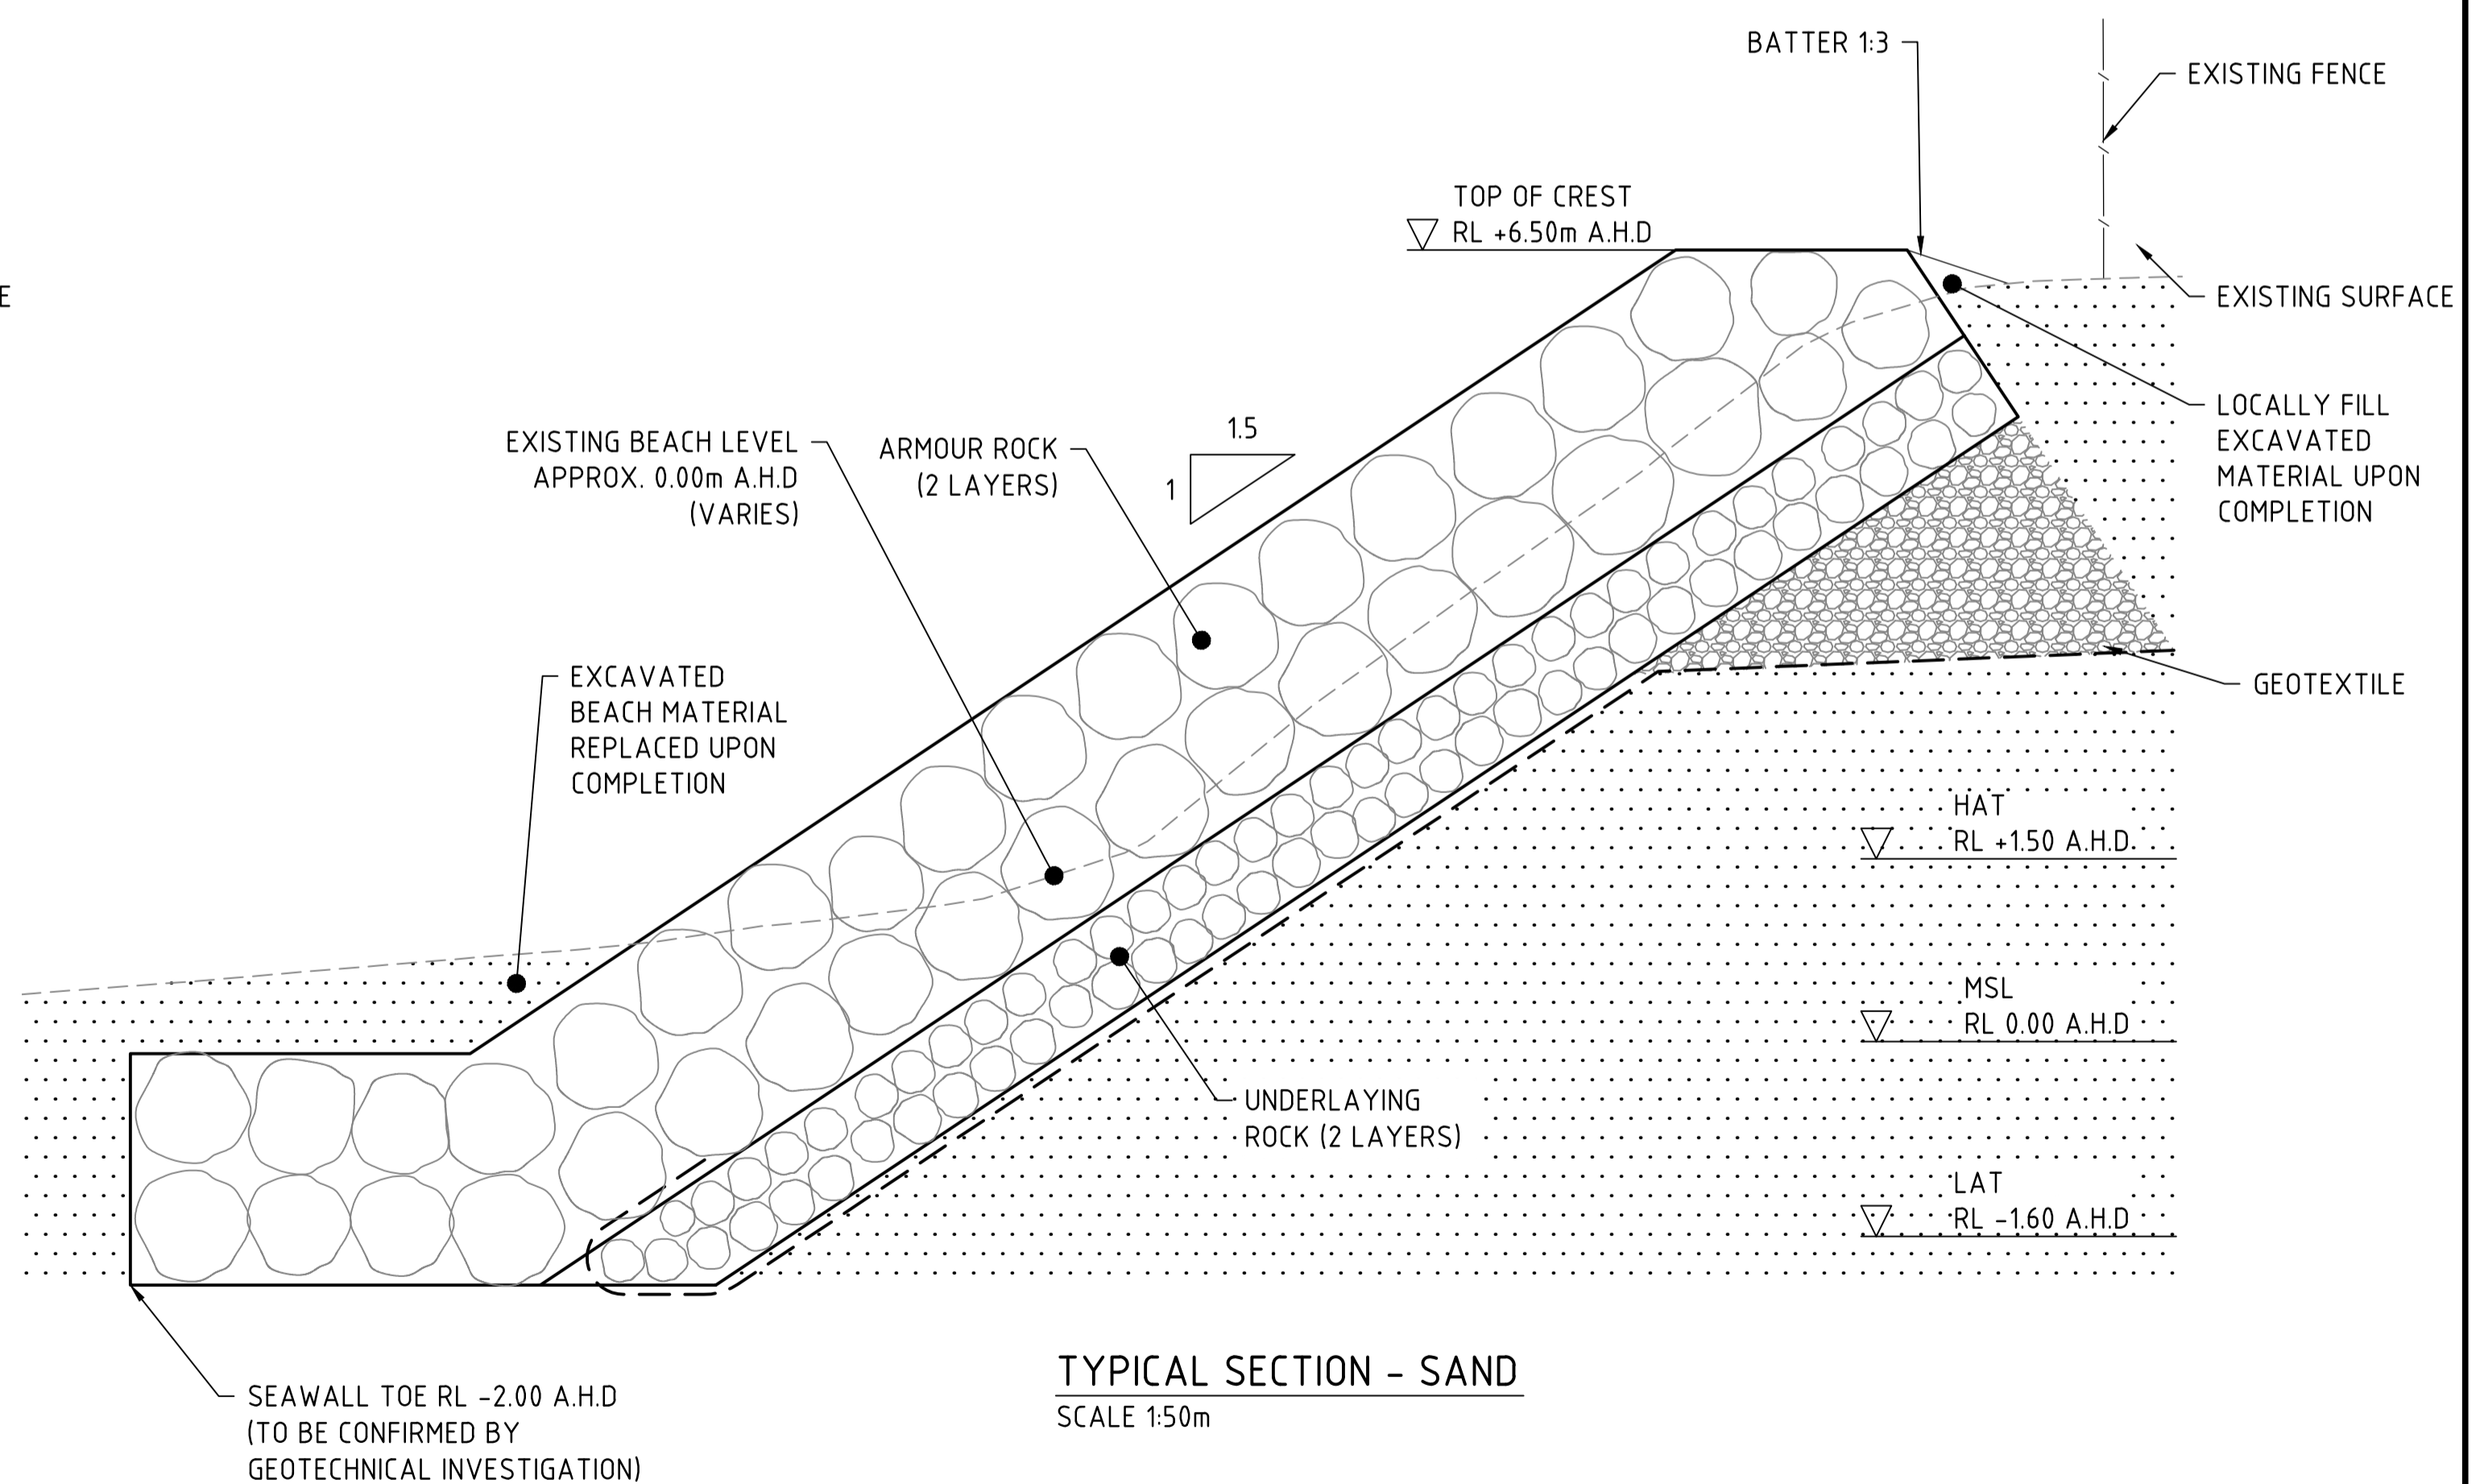 BATTER 1:3
EXISTING FENCE
TOP OF CREST
RL +6.50m A.H.D
E
EXISTING SURFACE
LOCALLY FILL
EXCAVATED
MATERIAL UPON
COMPLETION
1.5
1
EXISTING BEACH LEVEL
APPROX. 0.00m A.H.D
(VARIES)
ARMOUR ROCK
(2 LAYERS)
EXCAVATED
BEACH MATERIAL
REPLACED UPON
COMPLETION
GEOTEXTILE
HAT
RL +1.50 A.H.D
MSL
RL 0.00 A.H.D
UNDERLAYING
ROCK (2 LAYERS)
LAT
RL -1.60 A.H.D
SEAWALL TOE RL -2.00 A.H.D
(TO BE CONFIRMED BY
GEOTECHNICAL INVESTIGATION)
TYPICAL SECTION - SAND
SCALE 1:50m